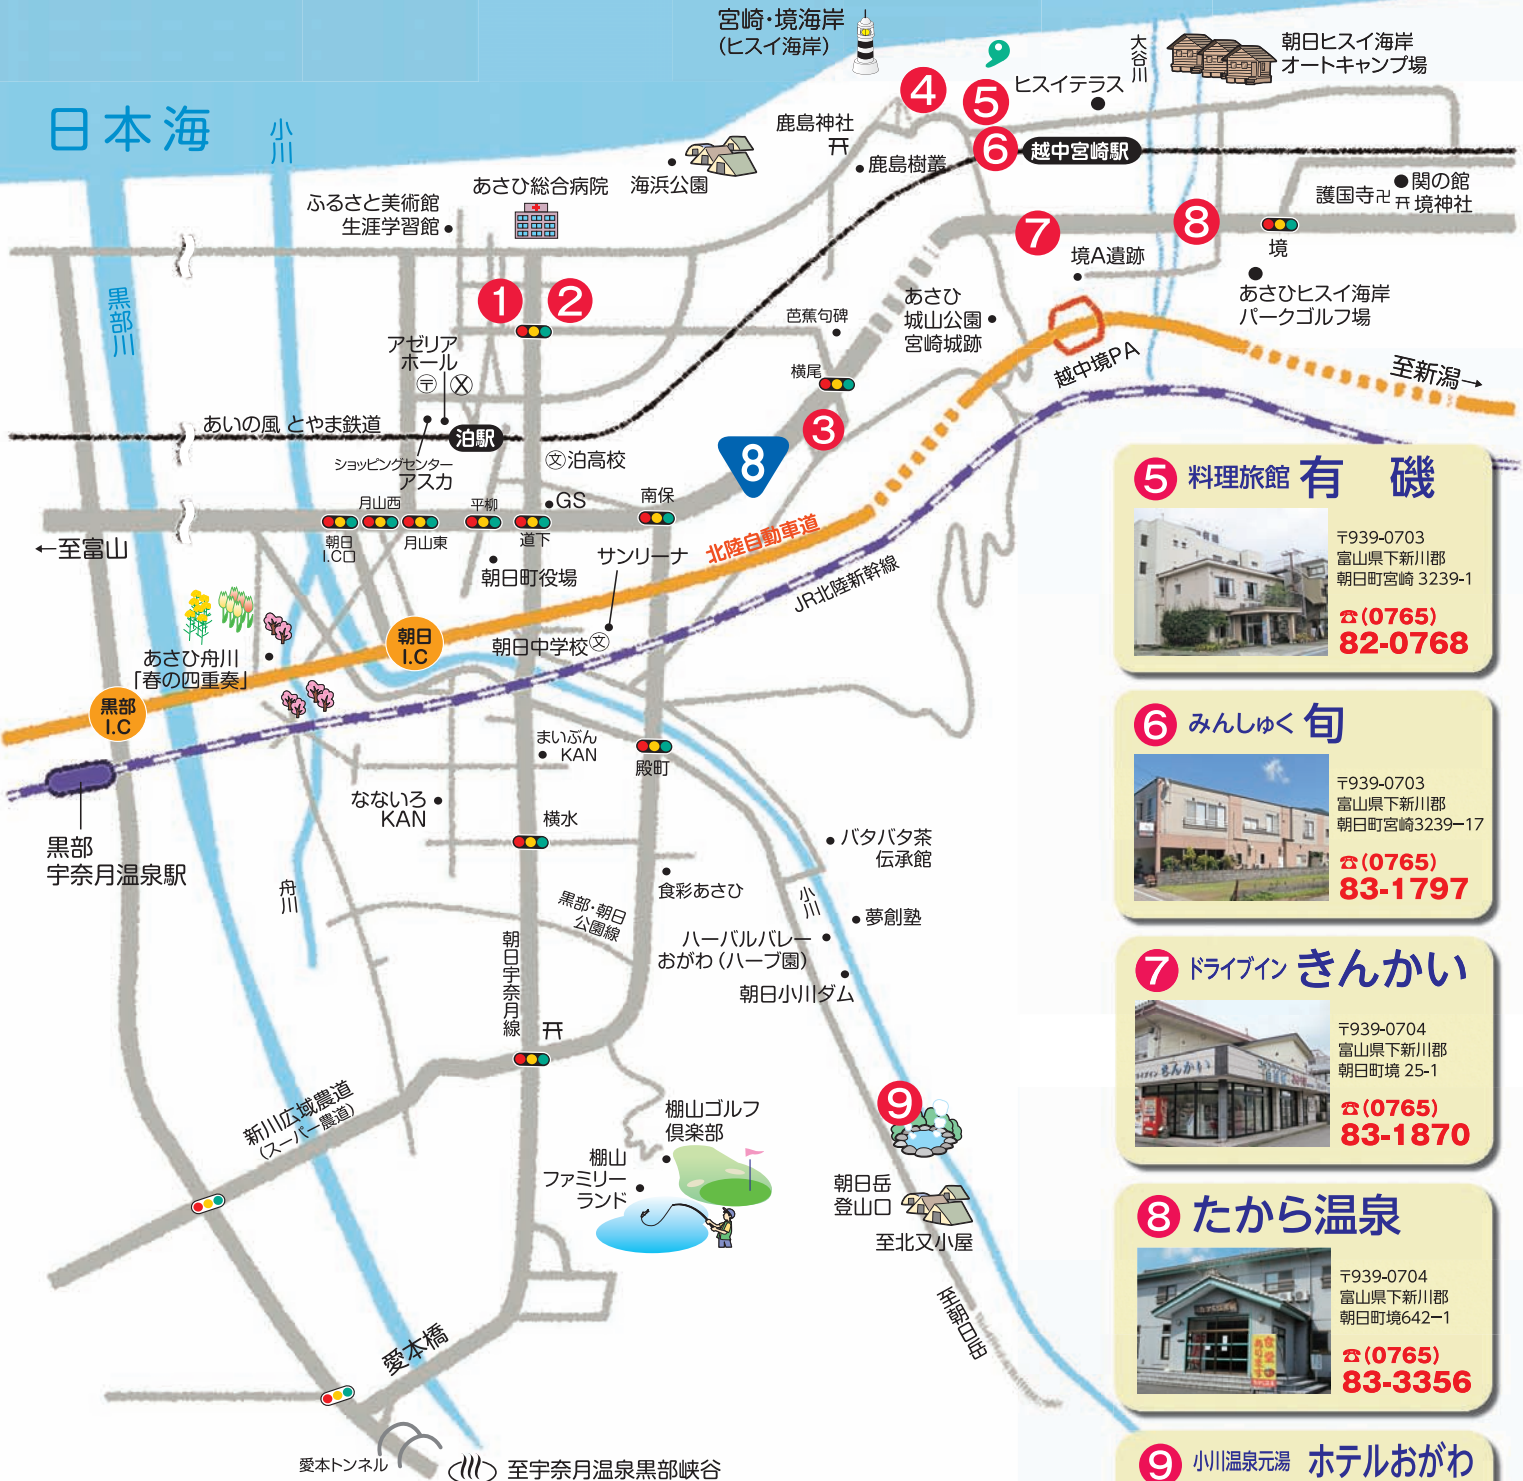 宮崎・境海岸
(ヒスイ海岸)
日本海
小川
大谷川
朝日ヒスイ海岸
オートキャンプ場
④
⑤
ヒスイテラス
鹿島神社
⑥
越中宮崎駅
鹿島樹叢
海浜公園
あさひ総合病院
ふるさと美術館
生涯学習館
護国寺
関の館
境神社
⑦
⑧
境
境A遺跡
あさひヒスイ海岸
パークゴルフ場
黒部川
①
②
あさひ
城山公園
宮崎城跡
芭蕉句碑
アゼリア
ホール
〒
横尾
越中境PA
至新潟→
あいの風 とやま鉄道
泊駅
③
8
ショッピングセンター
アスカ
文 泊高校
GS
南保
月山西
平柳
朝日
I.C口
月山東
道下
←至富山
朝日町役場
サンリーナ
北陸自動車道
JR北陸新幹線
朝日
I.C
朝日中学校 文
あさひ舟川
「春の四重奏」
黒部
I.C
まいぶん
KAN
殿町
なないろ
KAN
横水
黒部
宇奈月温泉駅
舟川
バタバタ茶
伝承館
食彩あさひ
小川
黒部・朝日
公園線
夢創塾
ハーバルバレー
おがわ(ハーブ園)
朝日小川ダム
朝日宇奈月線
新川広域農道
(スーパー農道)
⑨
棚山ゴルフ
倶楽部
棚山
ファミリー
ランド
朝日岳
登山口
至北又小屋
至朝日岳
愛本橋
愛本トンネル
至宇奈月温泉黒部峡谷
⑤ 料理旅館 有 磯
〒939-0703
富山県下新川郡
朝日町宮崎 3239-1
☎(0765)
82-0768
⑥ みんしゅく 旬
〒939-0703
富山県下新川郡
朝日町宮崎3239−17
☎(0765)
83-1797
⑦ ドライブイン きんかい
きんかい
〒939-0704
富山県下新川郡
朝日町境 25-1
☎(0765)
83-1870
⑧ たから温泉
〒939-0704
富山県下新川郡
朝日町境642−1
☎(0765)
83-3356
⑨ 小川温泉元湯 ホテルおがわ